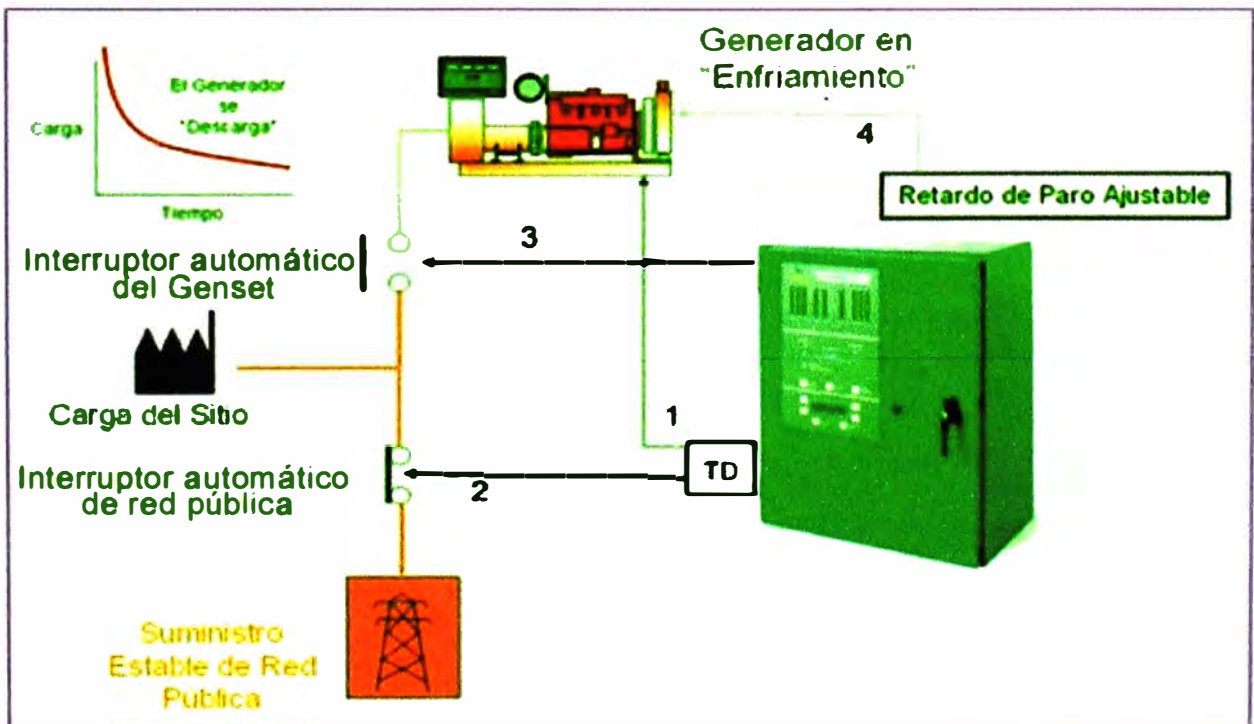 Generador en
"Enfriamiento"
El Generador
se
"Descarga"
Carga
Tiempo
4
Retardo de Paro Ajustable
3
Interruptor automático
del Genset
Carga del Sitio
1
TD
Interruptor automático
de red pública
2
Suministro
Estable de Red
Pública